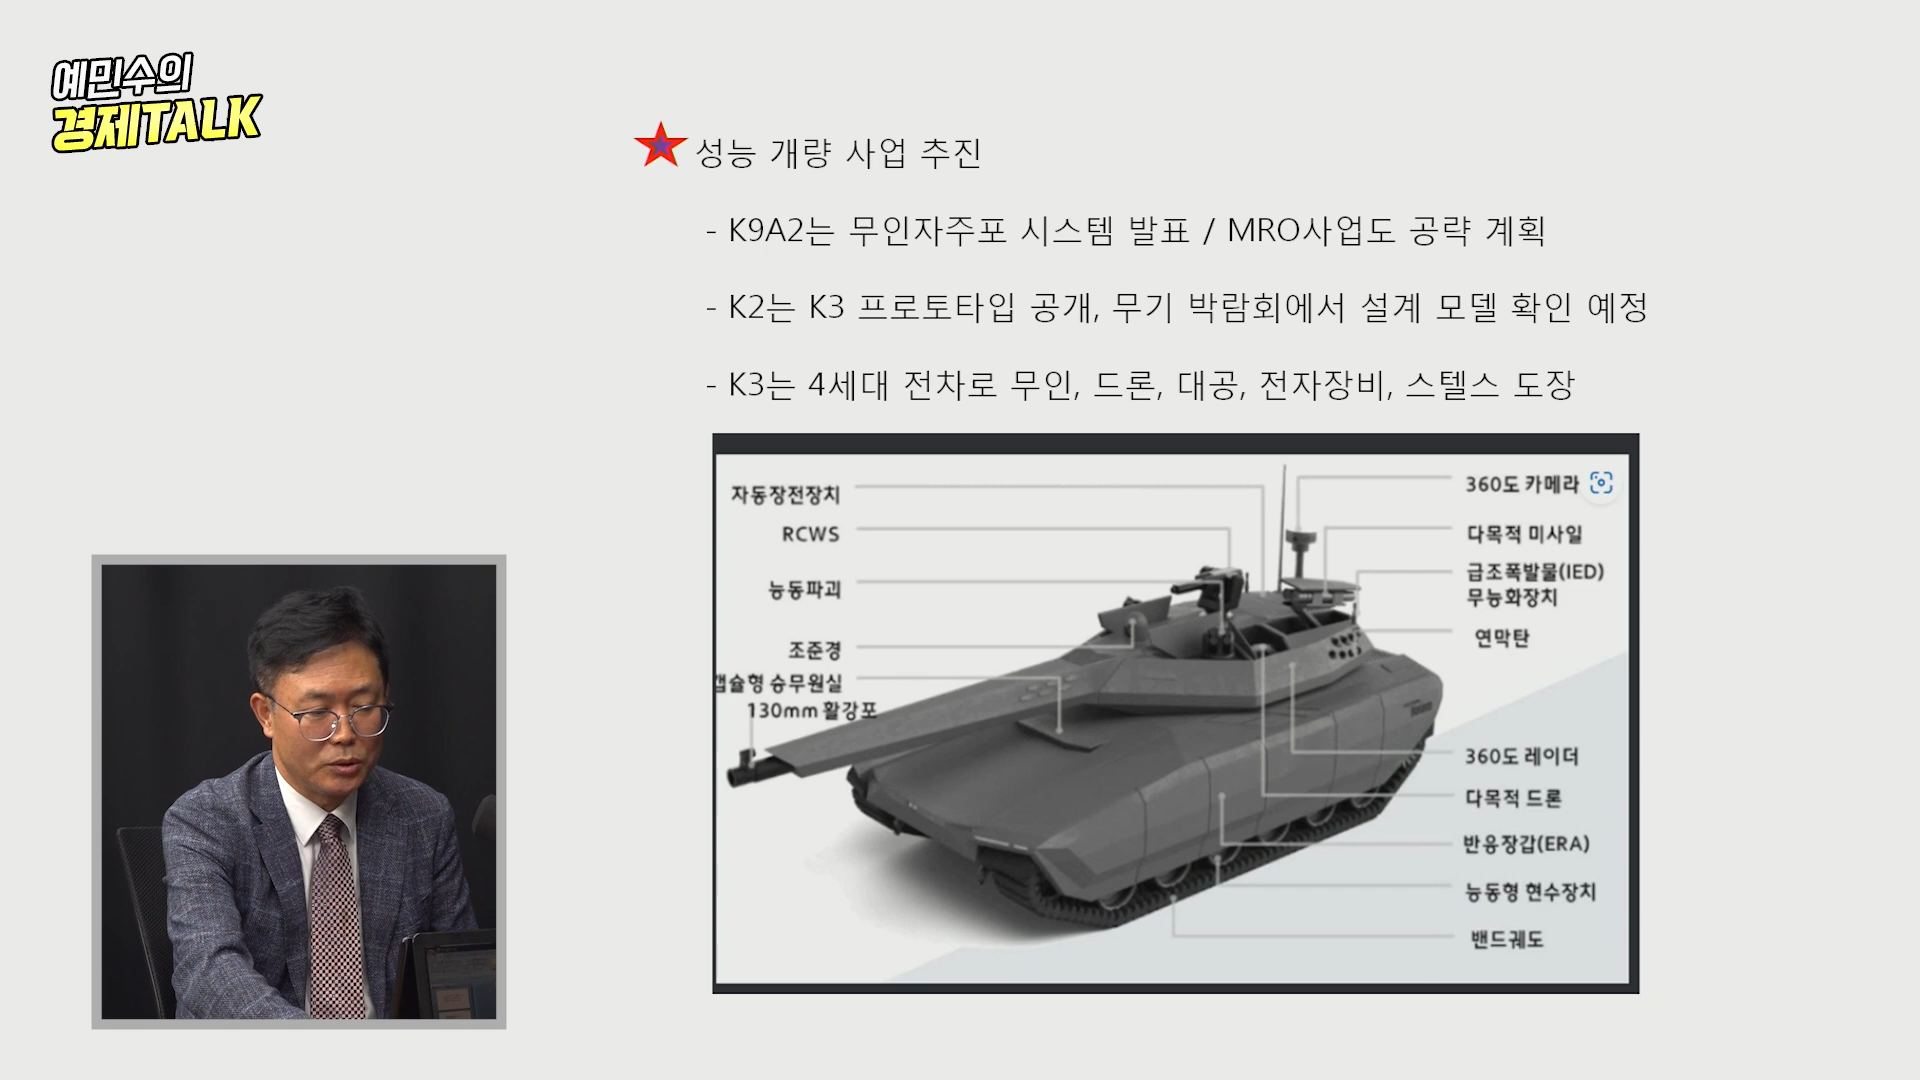 예민수의
경제TALK
성능 개량 사업 추진
- K9A2는 무인자주포 시스템 발표 / MRO사업도 공략 계획
- K2는 K3 프로토타입 공개, 무기 박람회에서 설계 모델 확인 예정
- K3는 4세대 전차로 무인, 드론, 대공, 전자장비, 스텔스 도장
자동장전장치
RCWS
능동파괴
조준경
캡슐형 승무원실
130mm 활강포
360도 카메라
다목적 미사일
급조폭발물(IED)
무능화장치
연막탄
360도 레이더
다목적 드론
반응장갑(ERA)
능동형 현수장치
밴드궤도